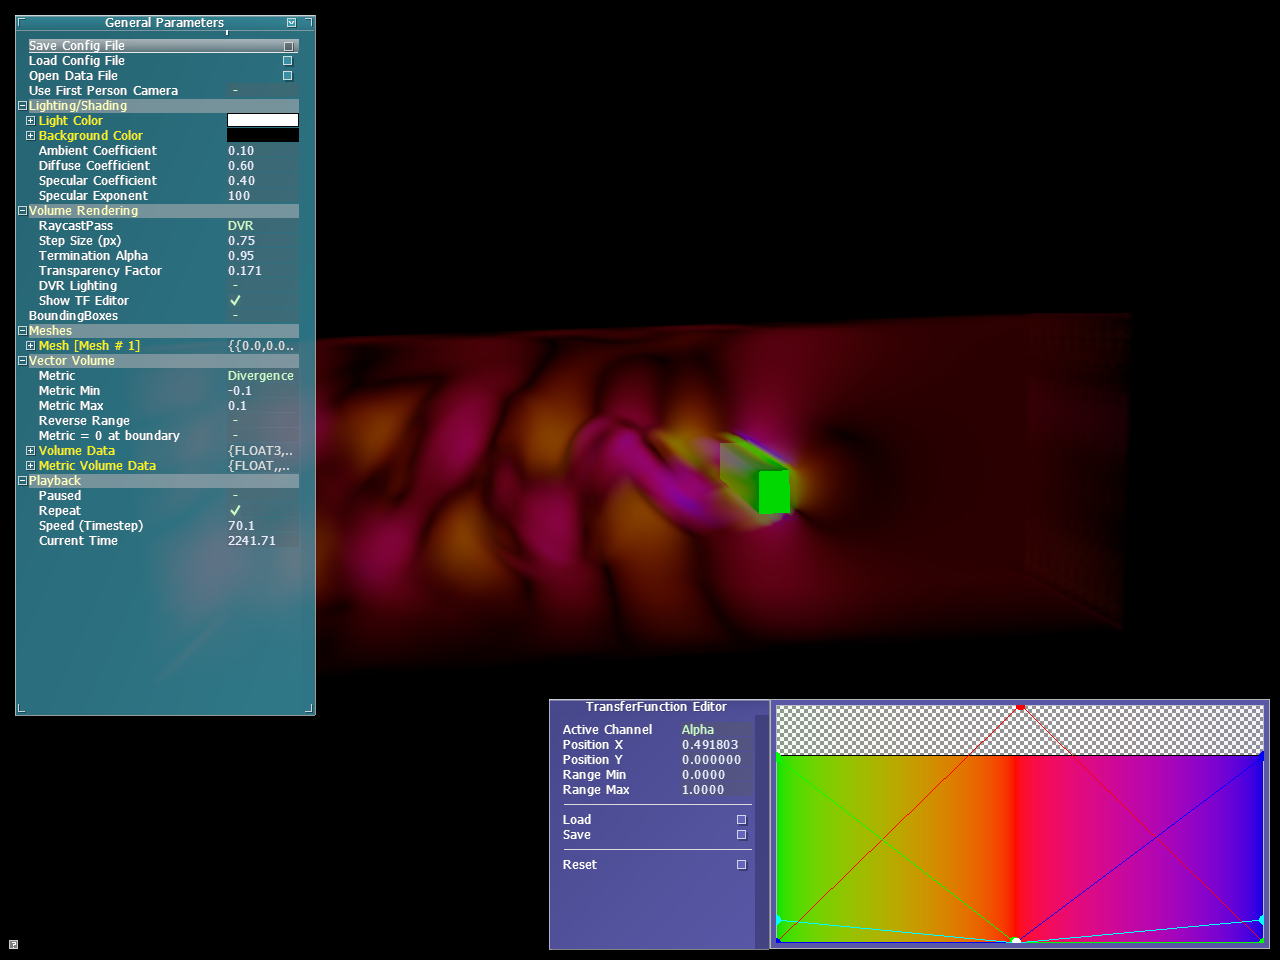 General Parameters
Save Config File
Load Config File
Open Data File
Use First Person Camera -
Lighting/Shading
Light Color
Background Color
Ambient Coefficient 0.10
Diffuse Coefficient 0.60
Specular Coefficient 0.40
Specular Exponent 100
Volume Rendering
RaycastPass DVR
Step Size (px) 0.75
Termination Alpha 0.95
Transparency Factor 0.171
DVR Lighting -
Show TF Editor ✓
BoundingBoxes -
Meshes
Mesh [Mesh # 1] {{0.0,0.0..
Vector Volume
Metric Divergence
Metric Min -0.1
Metric Max 0.1
Reverse Range -
Metric = 0 at boundary -
Volume Data {FLOAT3,..
Metric Volume Data {FLOAT,,..
Playback
Paused -
Repeat ✓
Speed (Timestep) 70.1
Current Time 2241.71
TransferFunction Editor
Active Channel Alpha
Position X 0.491803
Position Y 0.000000
Range Min 0.0000
Range Max 1.0000
Load
Save
Reset
?